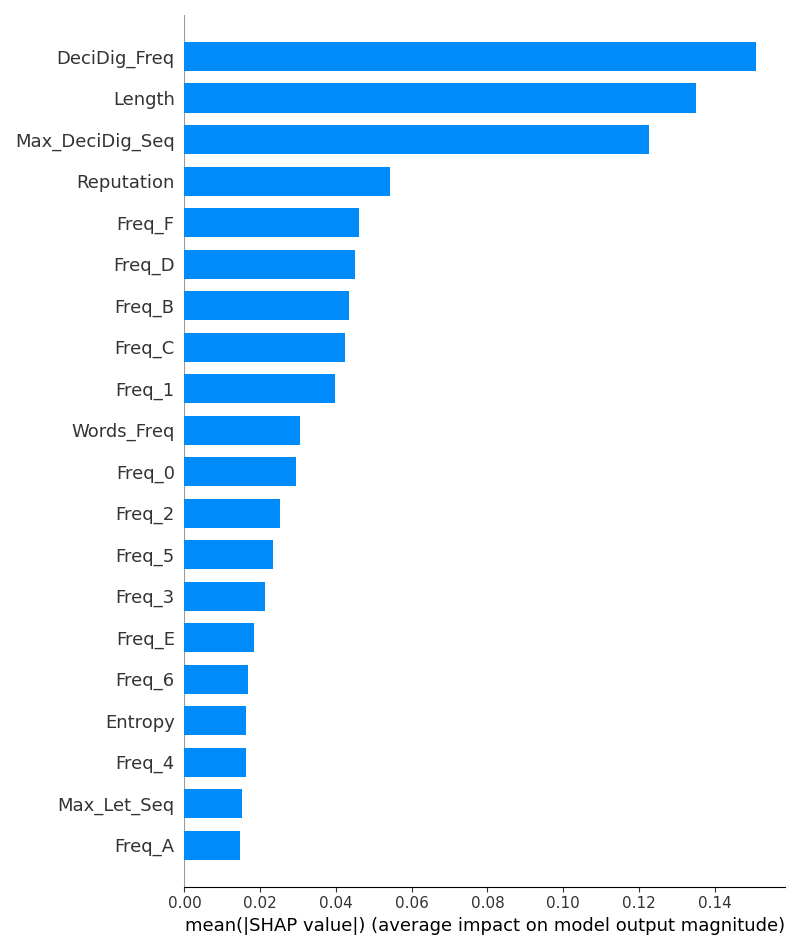 DeciDig_Freq
Length
Max_DeciDig_Seq
Reputation
Freq_F
Freq_D
Freq_B
Freq_C
Freq_1
Words_Freq
Freq_0
Freq_2
Freq_5
Freq_3
Freq_E
Freq_6
Entropy
Freq_4
Max_Let_Seq
Freq_A
0.00 0.02 0.04 0.06 0.08 0.10 0.12 0.14
mean(|SHAP value|) (average impact on model output magnitude)